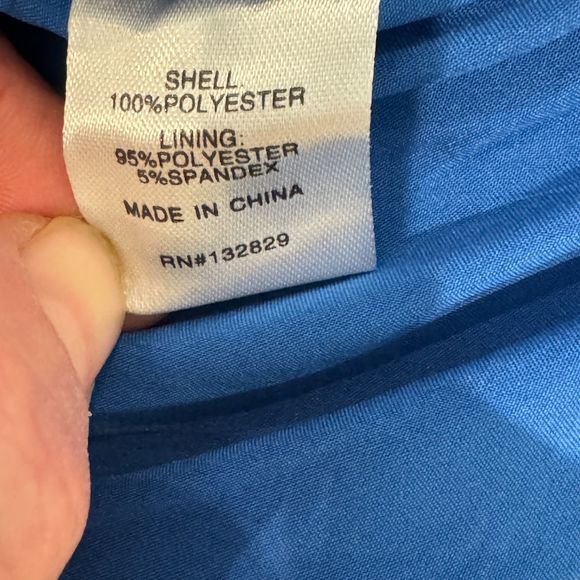 SHELL
100%POLYESTER
LINING:
95%POLYESTER
5%SPANDEX
MADE IN CHINA
RN#132829